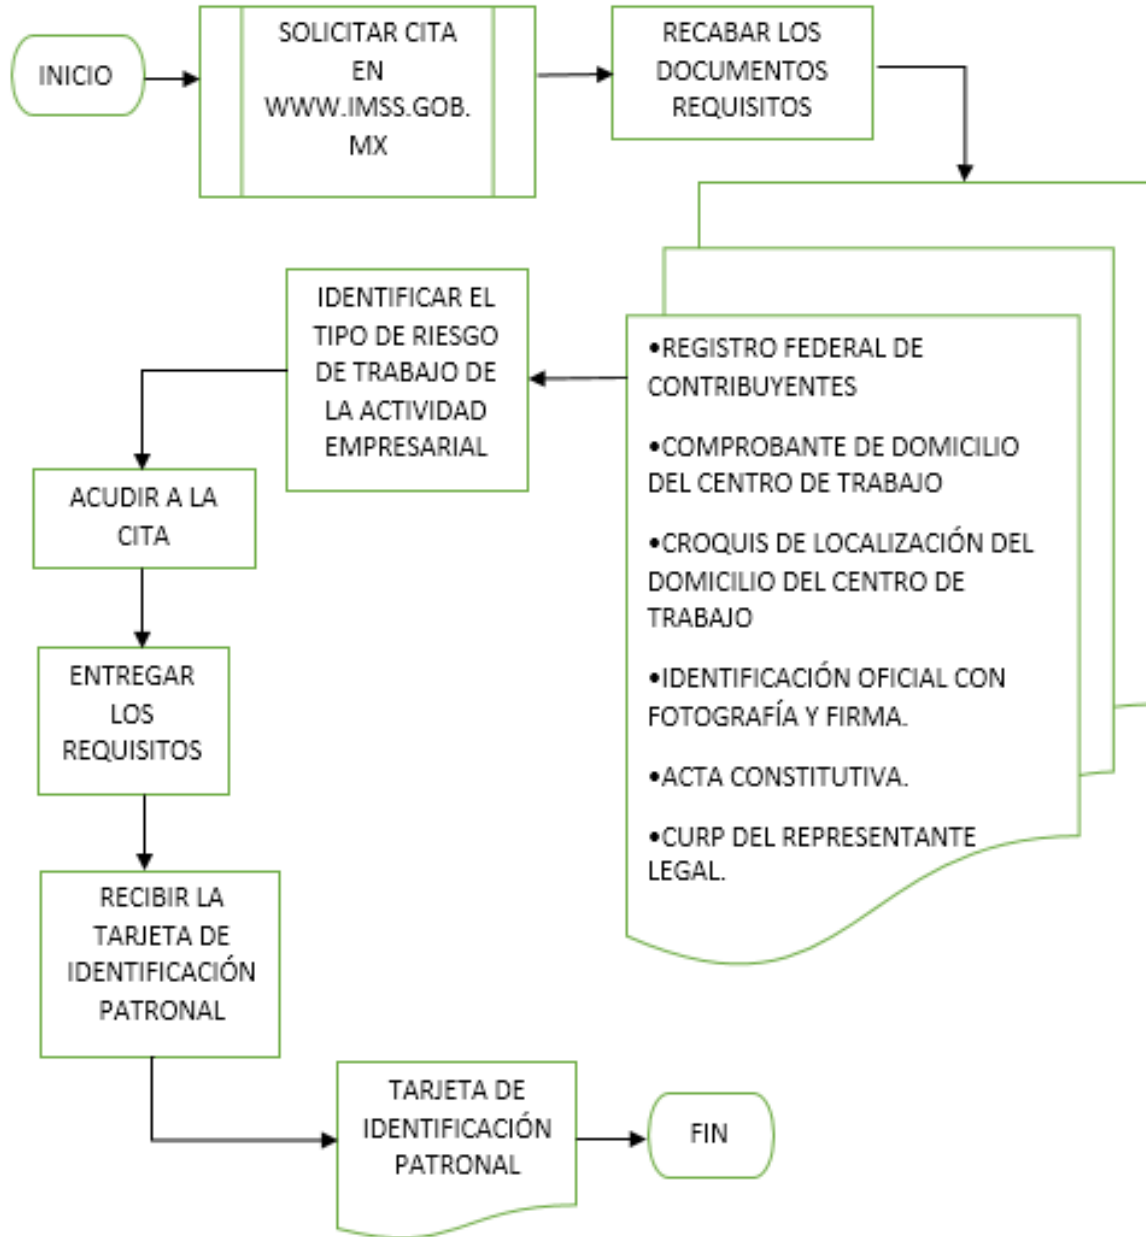 INICIO
SOLICITAR CITA
EN
WWW.IMSS.GOB.
MX
RECABAR LOS
DOCUMENTOS
REQUISITOS
•REGISTRO FEDERAL DE
CONTRIBUYENTES
•COMPROBANTE DE DOMICILIO
DEL CENTRO DE TRABAJO
•CROQUIS DE LOCALIZACIÓN DEL
DOMICILIO DEL CENTRO DE
TRABAJO
•IDENTIFICACIÓN OFICIAL CON
FOTOGRAFÍA Y FIRMA.
•ACTA CONSTITUTIVA.
•CURP DEL REPRESENTANTE
LEGAL.
IDENTIFICAR EL
TIPO DE RIESGO
DE TRABAJO DE
LA ACTIVIDAD
EMPRESARIAL
ACUDIR A LA
CITA
ENTREGAR
LOS
REQUISITOS
RECIBIR LA
TARJETA DE
IDENTIFICACIÓN
PATRONAL
TARJETA DE
IDENTIFICACIÓN
PATRONAL
FIN